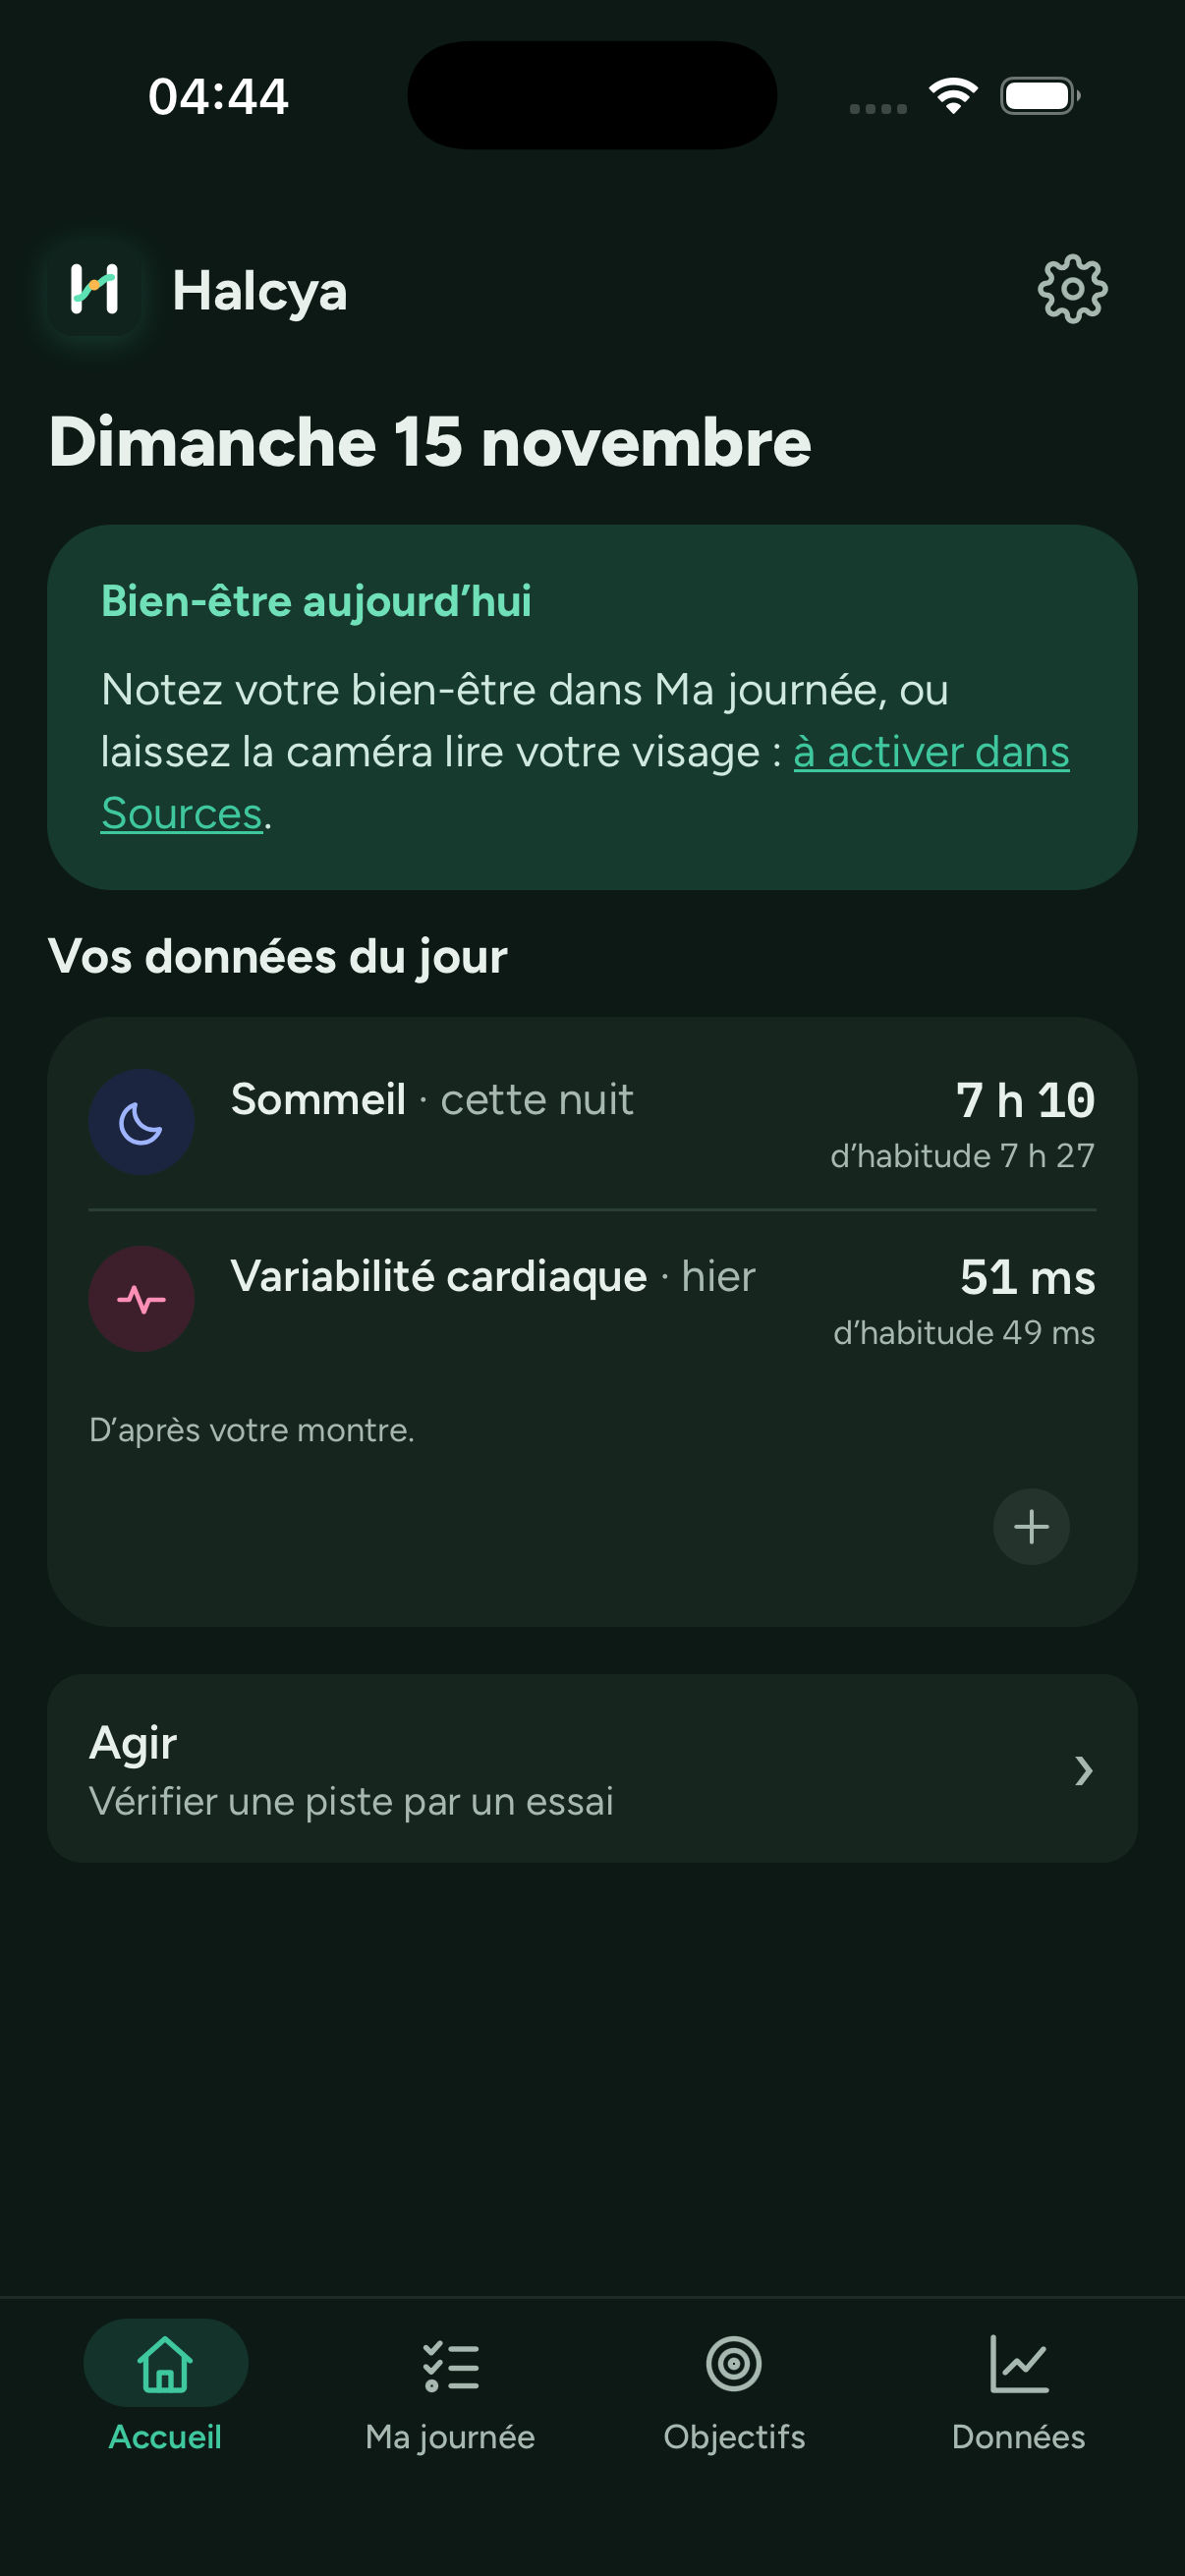 04:44
Halcya
Dimanche 15 novembre
Bien-être aujourd’hui
Notez votre bien-être dans Ma journée, ou
laissez la caméra lire votre visage : à activer dans
Sources.
Vos données du jour
Sommeil · cette nuit
7 h 10
d’habitude 7 h 27
Variabilité cardiaque · hier
51 ms
d’habitude 49 ms
D’après votre montre.
Agir
Vérifier une piste par un essai
Accueil
Ma journée
Objectifs
Données